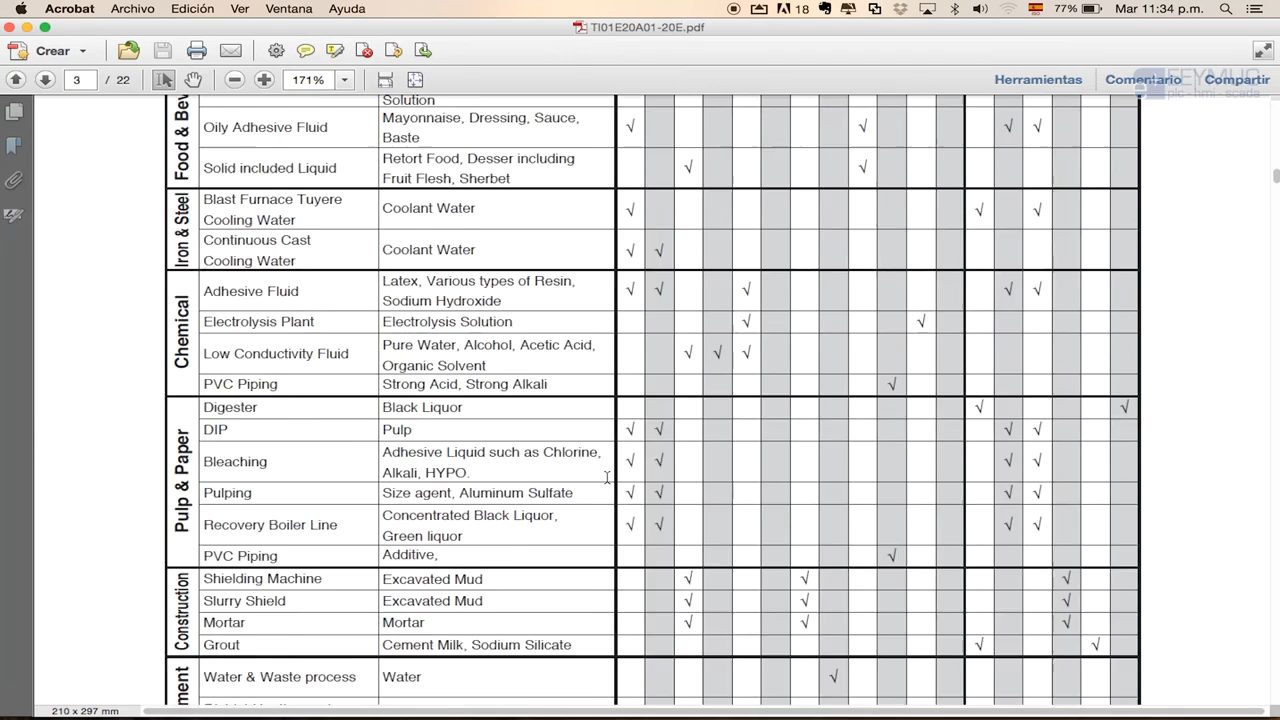 Acrobat Archivo Edición Ver Ventana Ayuda 18 77% Mar 11:34 p.m.
TI01E20A01-20E.pdf
Crear
3 / 22 171% Herramientas Comentario Compartir
FEYMUQ
plc - hmi - scada
Food & Bev
Solution
Oily Adhesive Fluid Mayonnaise, Dressing, Sauce, √ √ √ √
Baste
Solid included Liquid Retort Food, Desser including √ √
Fruit Flesh, Sherbet
Iron & Steel
Blast Furnace Tuyere Coolant Water √ √ √
Cooling Water
Continuous Cast Coolant Water √ √
Cooling Water
Chemical
Adhesive Fluid Latex, Various types of Resin, √ √ √ √ √
Sodium Hydroxide
Electrolysis Plant Electrolysis Solution √ √
Low Conductivity Fluid Pure Water, Alcohol, Acetic Acid, √ √ √
Organic Solvent
PVC Piping Strong Acid, Strong Alkali √
Pulp & Paper
Digester Black Liquor √ √
DIP Pulp √ √ √ √
Bleaching Adhesive Liquid such as Chlorine, √ √ √ √
Alkali, HYPO.
Pulping Size agent, Aluminum Sulfate √ √ √ √
Recovery Boiler Line Concentrated Black Liquor, √ √ √ √
Green liquor
PVC Piping Additive, √
Construction
Shielding Machine Excavated Mud √ √ √
Slurry Shield Excavated Mud √ √ √
Mortar Mortar √ √ √
Grout Cement Milk, Sodium Silicate √ √
ment
Water & Waste process Water √
210 x 297 mm